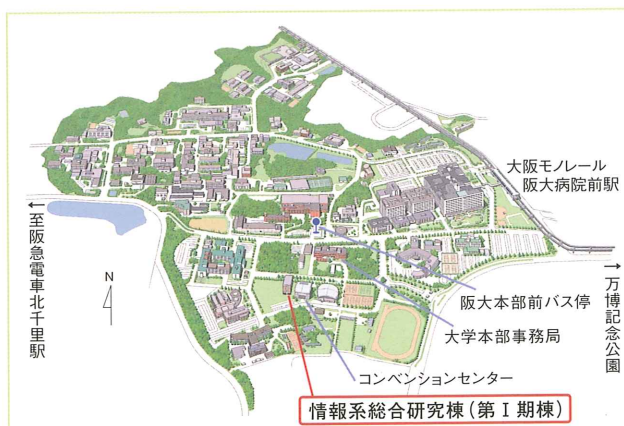 大阪モノレール
阪大病院前駅
←至阪急電車北千里駅
N
→万博記念公園
阪大本部前バス停
大学本部事務局
コンベンションセンター
情報系総合研究棟(第Ⅰ期棟)